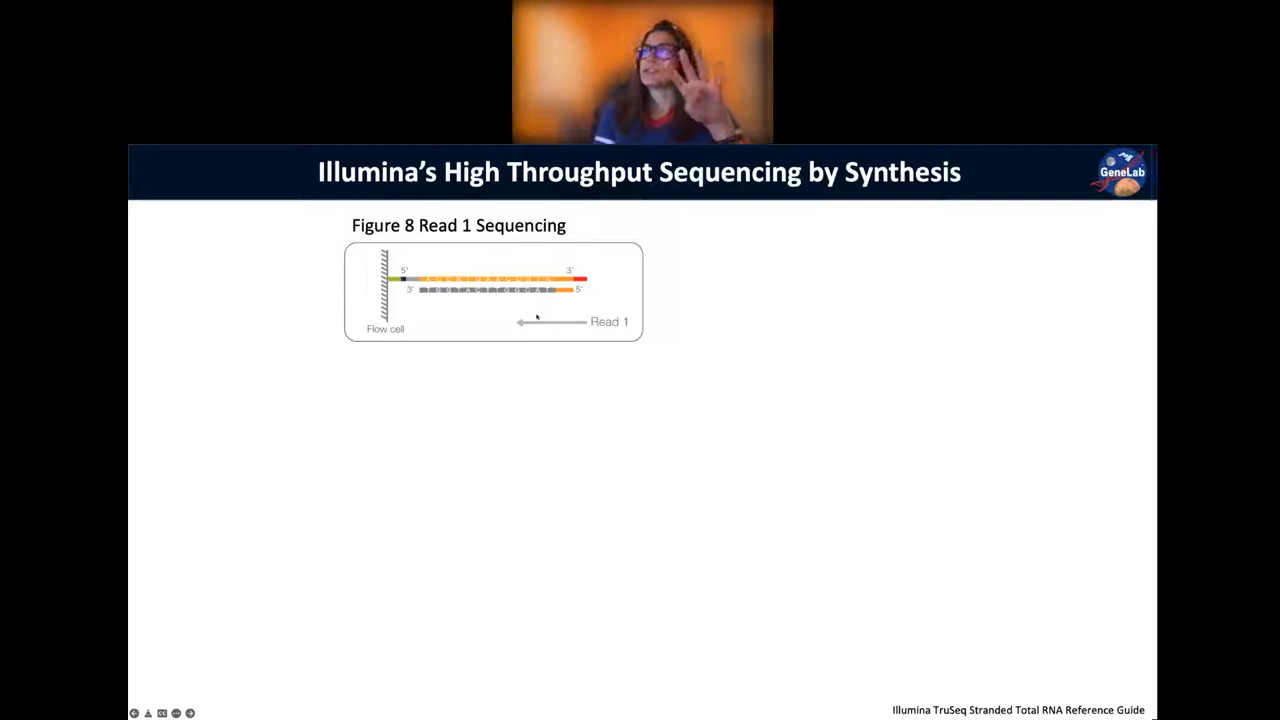 Illumina's High Throughput Sequencing by Synthesis
GeneLab
Figure 8 Read 1 Sequencing
5'
3'
3'
5'
Read 1
Flow cell
Illumina TruSeq Stranded Total RNA Reference Guide